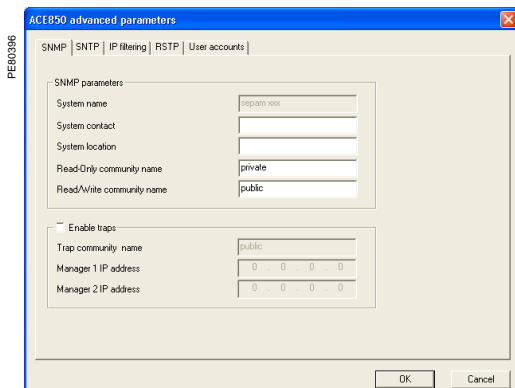 PE80396
ACE850 advanced parameters
SNMP SNTP IP filtering RSTP User accounts
SNMP parameters
System name sepam xxx
System contact
System location
Read-Only community name private
Read/Write community name public
Enable traps
Trap community name public
Manager 1 IP address 0 . 0 . 0 . 0
Manager 2 IP address 0 . 0 . 0 . 0
OK Cancel